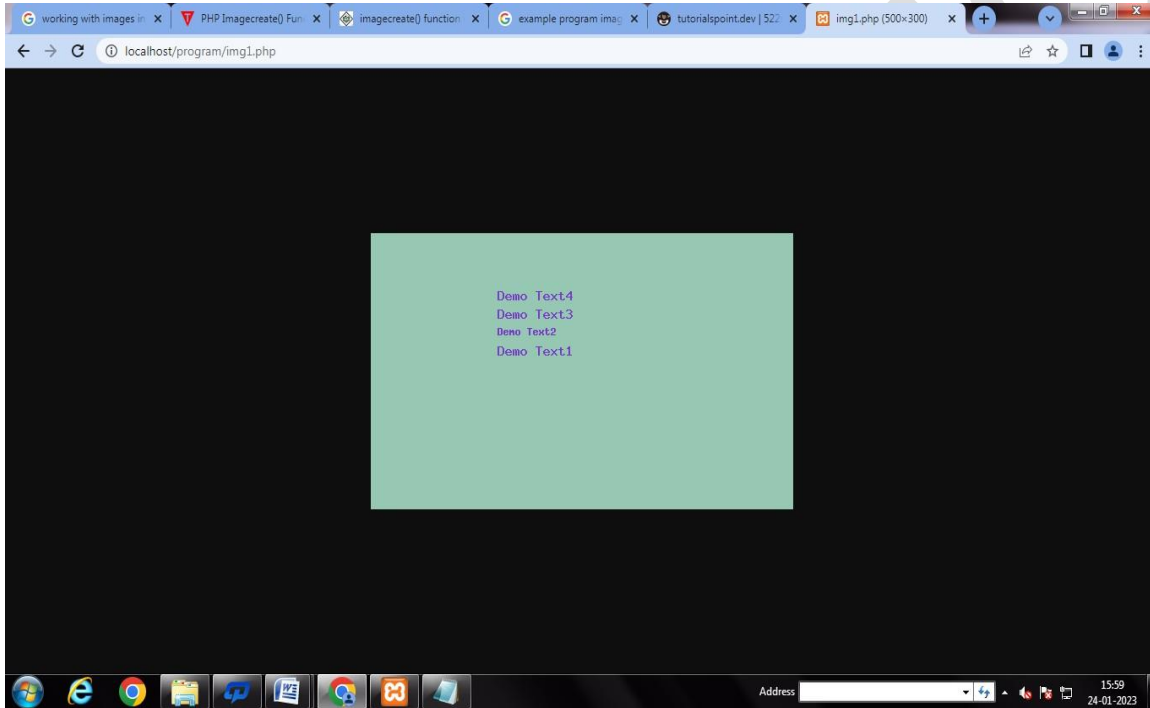 working with images in
PHP Imagecreate() Fun
imagecreate() function
example program imag
tutorialspoint.dev | 522
img1.php (500×300)
localhost/program/img1.php
Demo Text4
Demo Text3
Demo Text2
Demo Text1
Address
15:59
24-01-2023